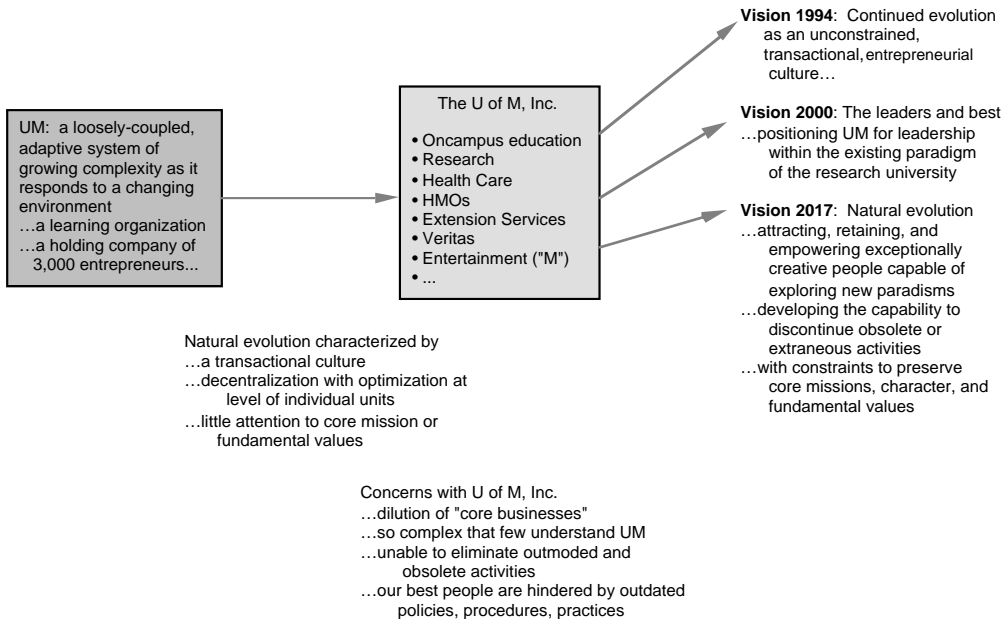 UM:  a loosely-coupled,
adaptive system of
growing complexity as it
responds to a changing
environment
…a learning organization
…a holding company of
3,000 entrepreneurs...
The U of M, Inc.
• Oncampus education
• Research
• Health Care
• HMOs
• Extension Services
• Veritas
• Entertainment ("M")
• ...
Vision 1994:  Continued evolution
as an unconstrained,
transactional, entrepreneurial
culture…
Vision 2000: The leaders and best
…positioning UM for leadership
within the existing paradigm
of the research university
Vision 2017:  Natural evolution
…attracting, retaining, and
empowering exceptionally
creative people capable of
exploring new paradisms
…developing the capability to
discontinue obsolete or
extraneous activities
…with constraints to preserve
core missions, character, and
fundamental values
Natural evolution characterized by
…a transactional culture
…decentralization with optimization at
level of individual units
…little attention to core mission or
fundamental values
Concerns with U of M, Inc.
…dilution of "core businesses"
…so complex that few understand UM
…unable to eliminate outmoded and
obsolete activities
…our best people are hindered by outdated
policies, procedures, practices